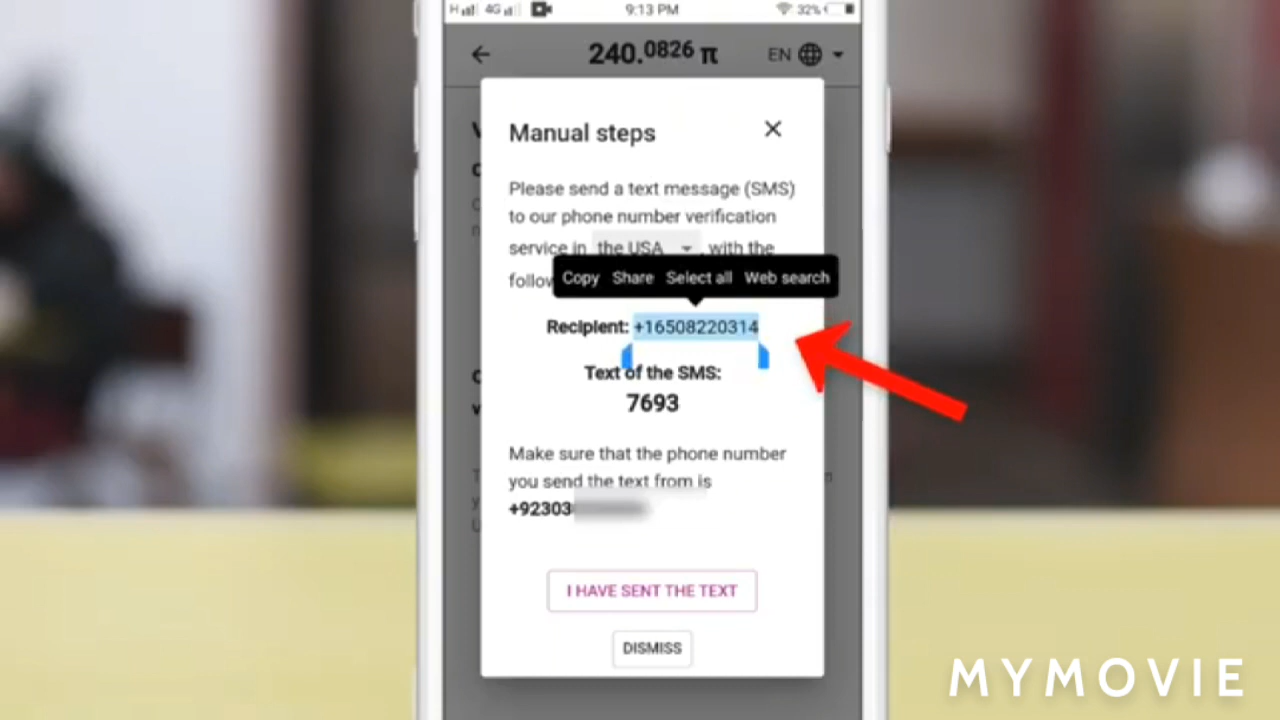 H 4G 9:13 PM 32%
240.0826 π EN
Manual steps
Please send a text message (SMS)
to our phone number verification
service in the USA , with the
Copy Share Select all Web search
Recipient: +16508220314
Text of the SMS:
7693
Make sure that the phone number
you send the text from is
+92303
I HAVE SENT THE TEXT
DISMISS
MYMOVIE